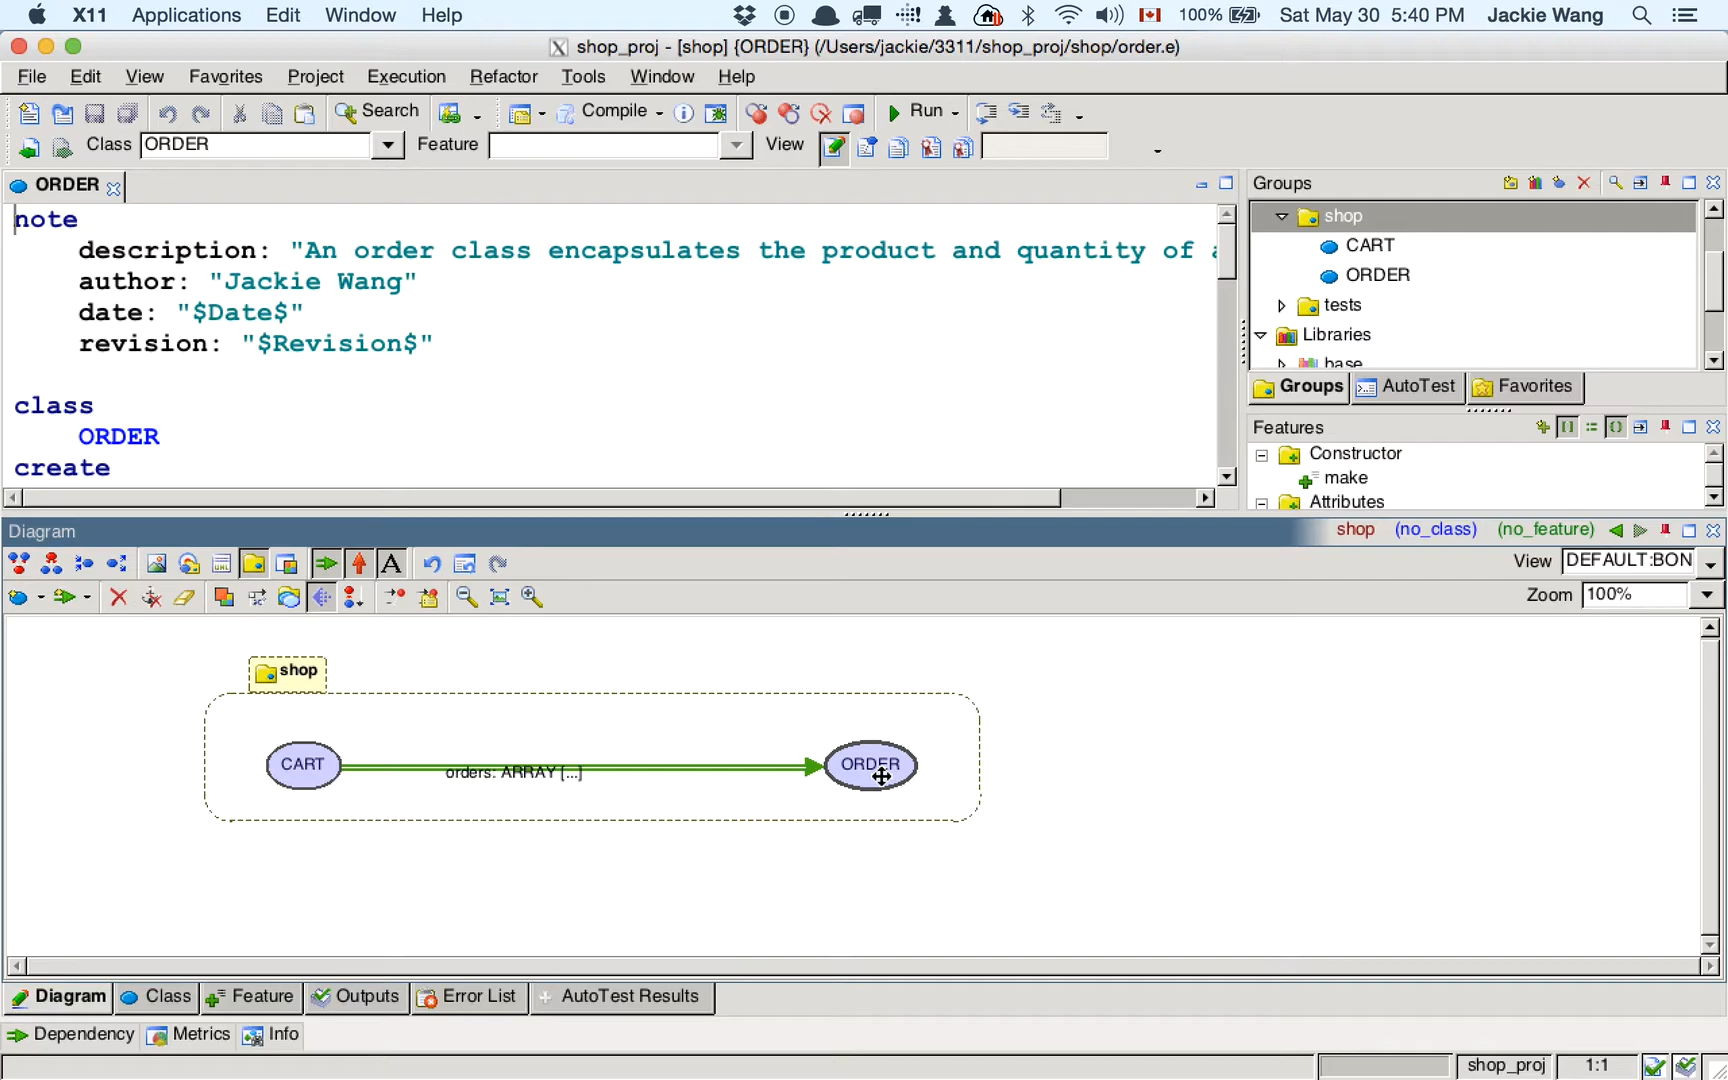 X11 Applications Edit Window Help 100% Sat May 30 5:40 PM Jackie Wang
shop_proj - [shop] {ORDER} (/Users/jackie/3311/shop_proj/shop/order.e)
File Edit View Favorites Project Execution Refactor Tools Window Help
Search Compile Run
Class ORDER Feature View
ORDER
note
description: "An order class encapsulates the product and quantity of
author: "Jackie Wang"
date: "$Date$"
revision: "$Revision$"
class
ORDER
create
Groups
shop
CART
ORDER
tests
Libraries
base
Groups AutoTest Favorites
Features
Constructor
make
Attributes
Diagram shop (no_class) (no_feature)
View DEFAULT:BON
Zoom 100%
shop
CART orders: ARRAY [...] ORDER
Diagram Class Feature Outputs Error List AutoTest Results
Dependency Metrics Info
shop_proj 1:1